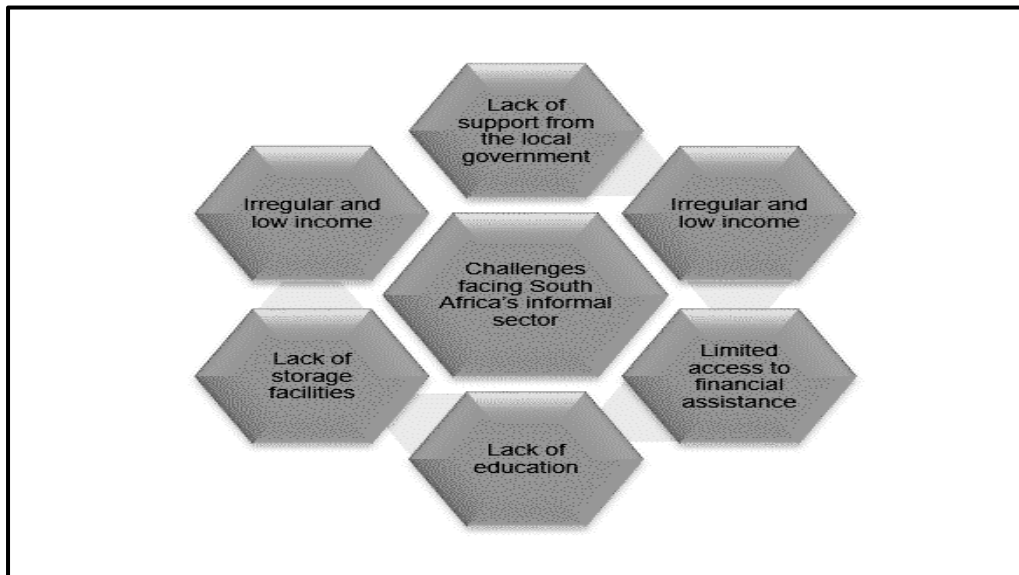 Lack of
support from
the local
government
Irregular and
low income
Irregular and
low income
Challenges
facing South
Africa's informal
sector
Lack of
storage
facilities
Limited
access to
financial
assistance
Lack of
education